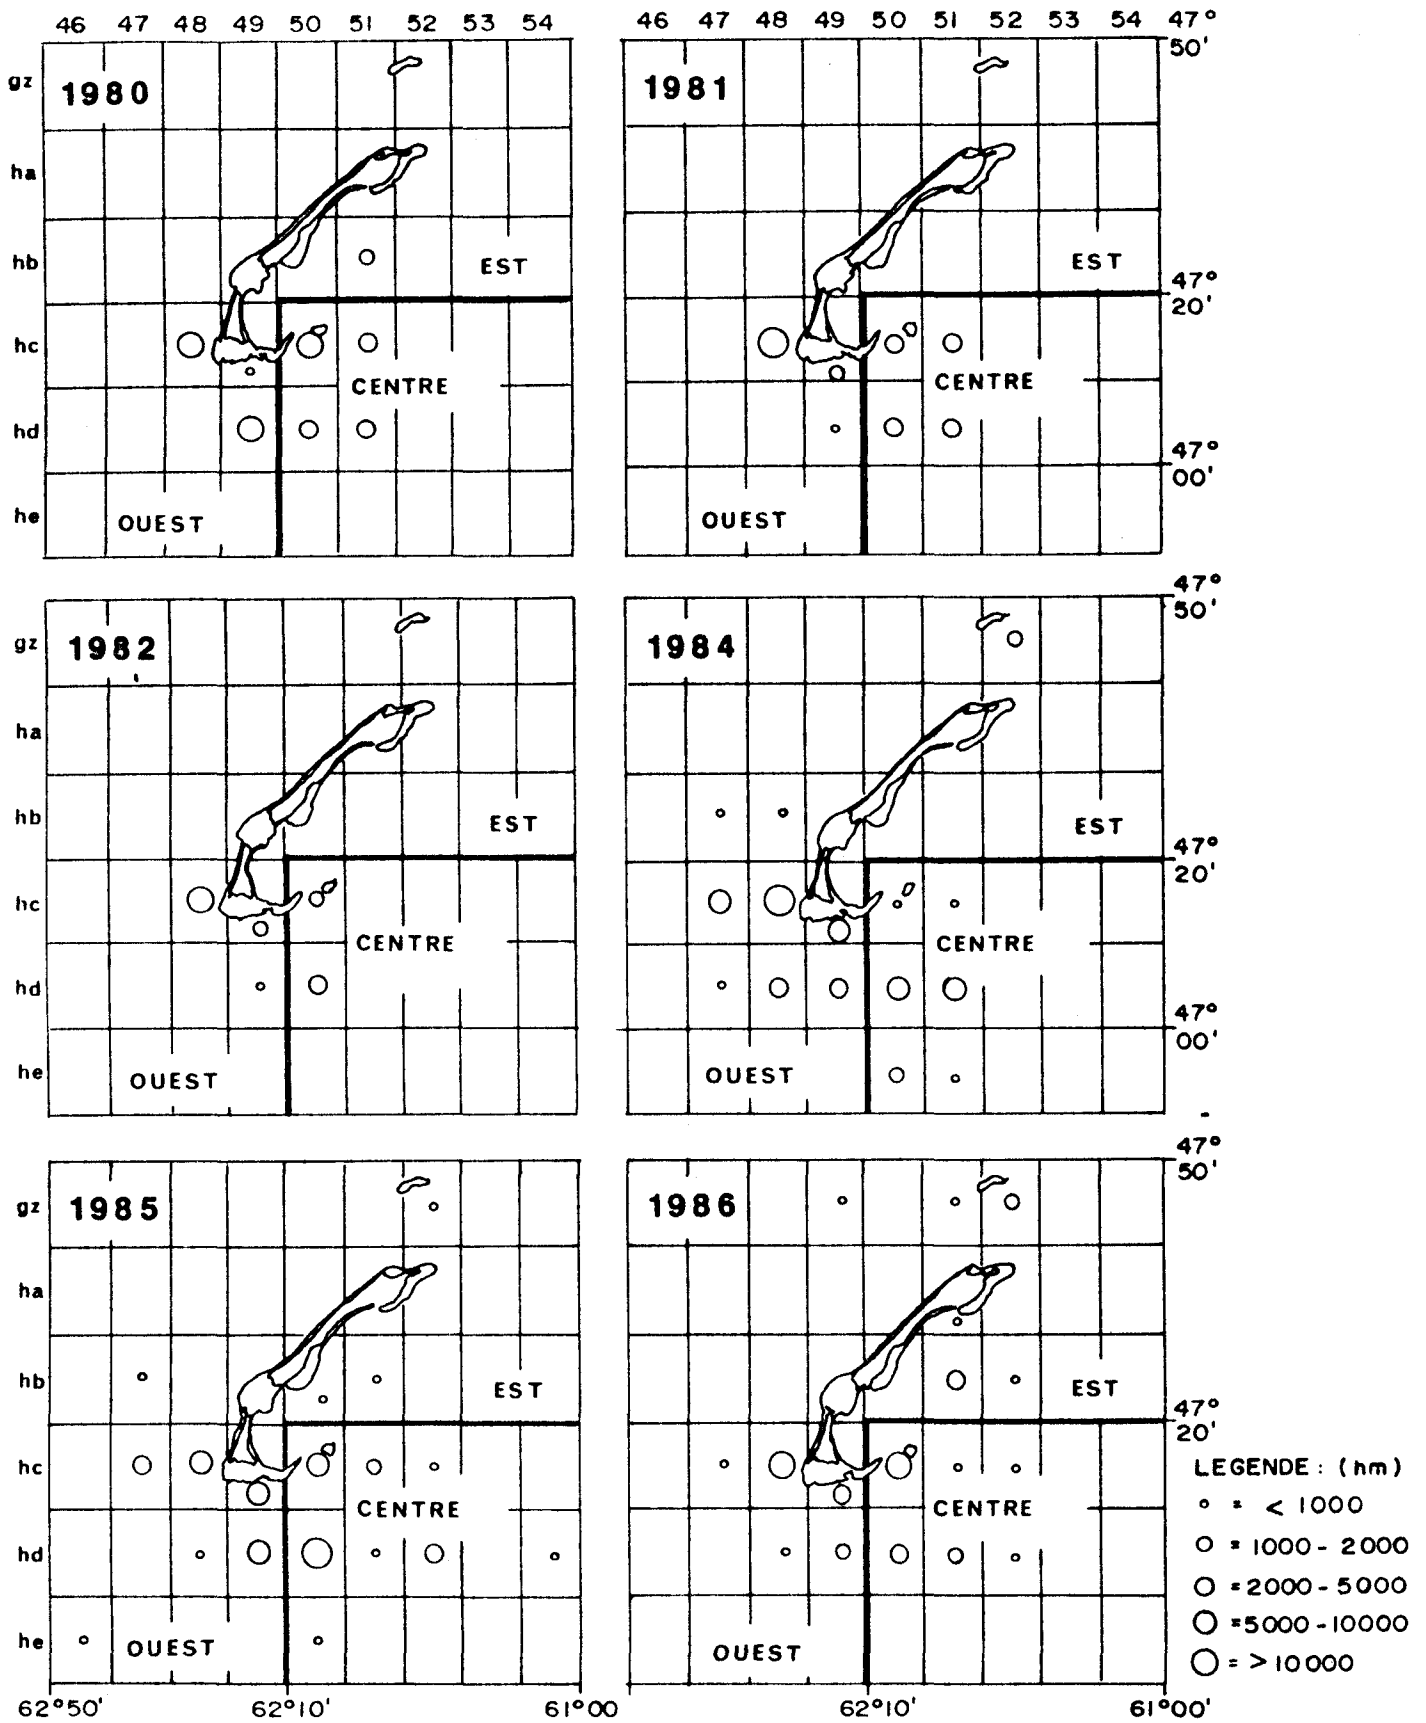 46 47 48 49 50 51 52 53 54
46 47 48 49 50 51 52 53 54 47°
50'
gz 1980
1981
ha
hb EST
EST
47°
20'
hc
CENTRE
CENTRE
hd
47°
00'
he OUEST
OUEST
47°
50'
gz 1982
1984
ha
hb EST
EST
47°
20'
hc
CENTRE
CENTRE
hd
47°
00'
he OUEST
OUEST
47°
50'
gz 1985
1986
ha
hb EST
EST
47°
20'
hc
CENTRE
CENTRE
hd
he OUEST
OUEST
LEGENDE : (hm)
= < 1000
= 1000 - 2000
= 2000 - 5000
= 5000 - 10000
= > 10000
62°50' 62°10' 61°00'
62°10' 61°00'